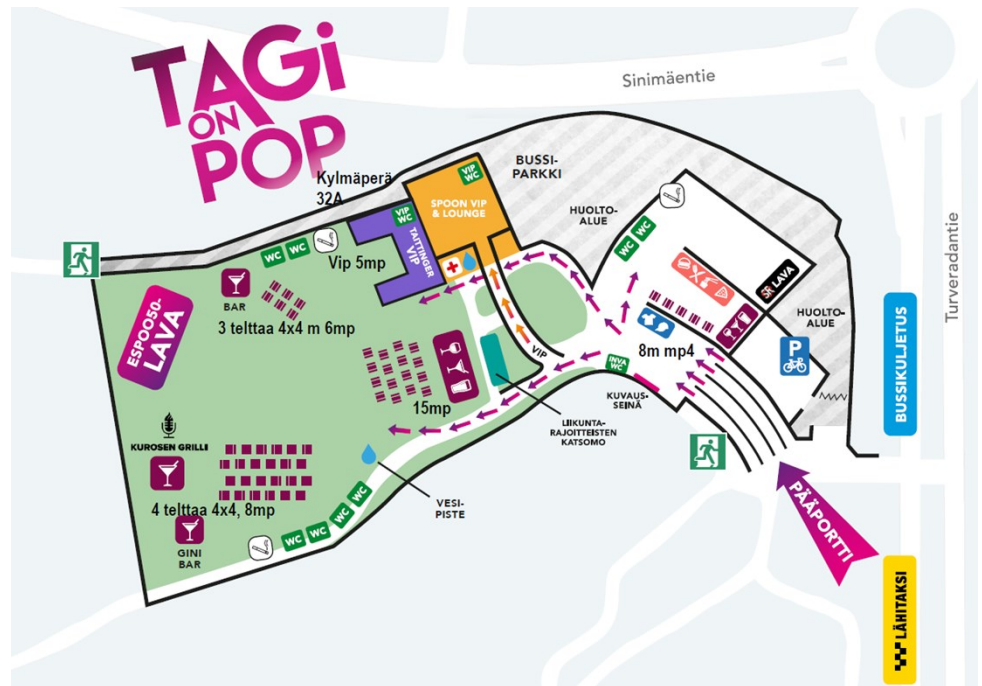 TAGi
ON
POP
Sinimäentie
Turveradantie
BUSSI-
PARKKI
Kylmäperä
32A
VIP
WC
SPOON VIP
& LOUNGE
VIP
WC
TAITTINGER
VIP
HUOLTO-
ALUE
WC
WC
WC
WC
Vip 5mp
BAR
3 telttaa 4x4 m 6mp
ESPOO50-
LAVA
SR LAVA
HUOLTO-
ALUE
P
BUSSIKULJETUS
8m mp4
VIP
INVA
WC
KUVAUS-
SEINÄ
15mp
LIIKUNTA-
RAJOITTEISTEN
KATSOMO
KUROSEN GRILLI
4 telttaa 4x4, 8mp
GINI
BAR
VESI-
PISTE
WC
WC
WC
WC
PÄÄPORTTI
LÄHITAKSI